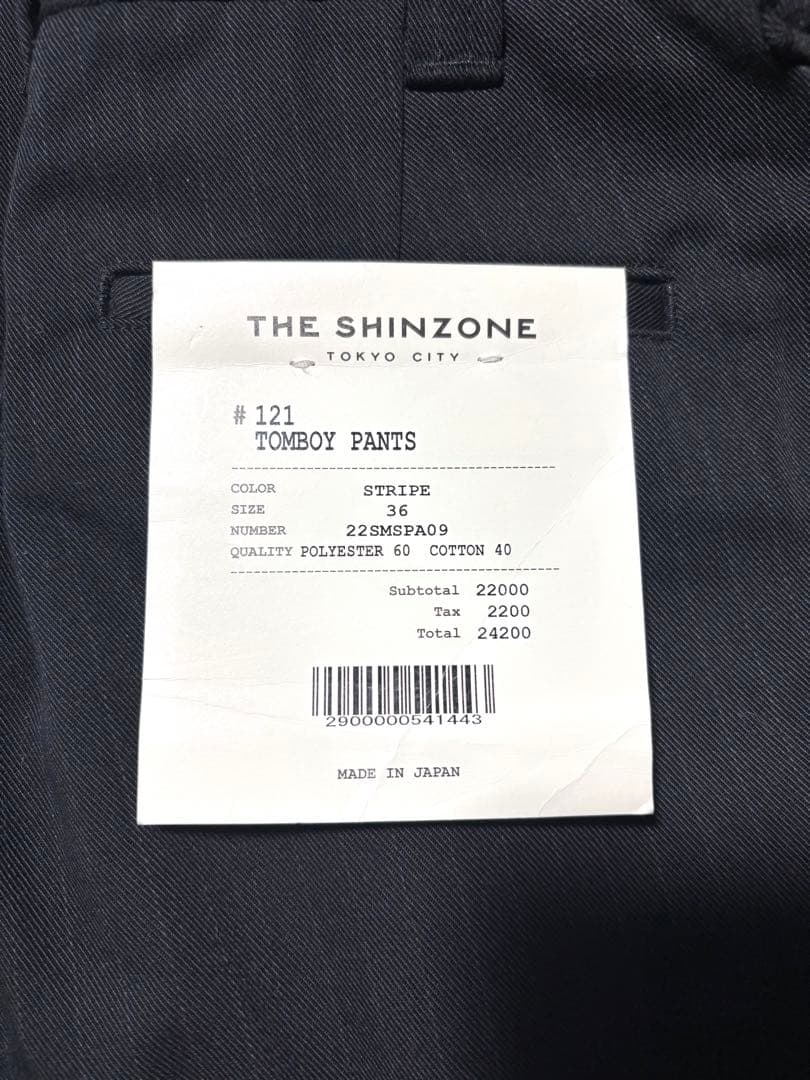 THE SHINZONE
TOKYO CITY
# 121
TOMBOY PANTS
COLOR STRIPE
SIZE 36
NUMBER 22SMSPA09
QUALITY POLYESTER 60 COTTON 40
Subtotal 22000
Tax 2200
Total 24200
2900000541443
MADE IN JAPAN